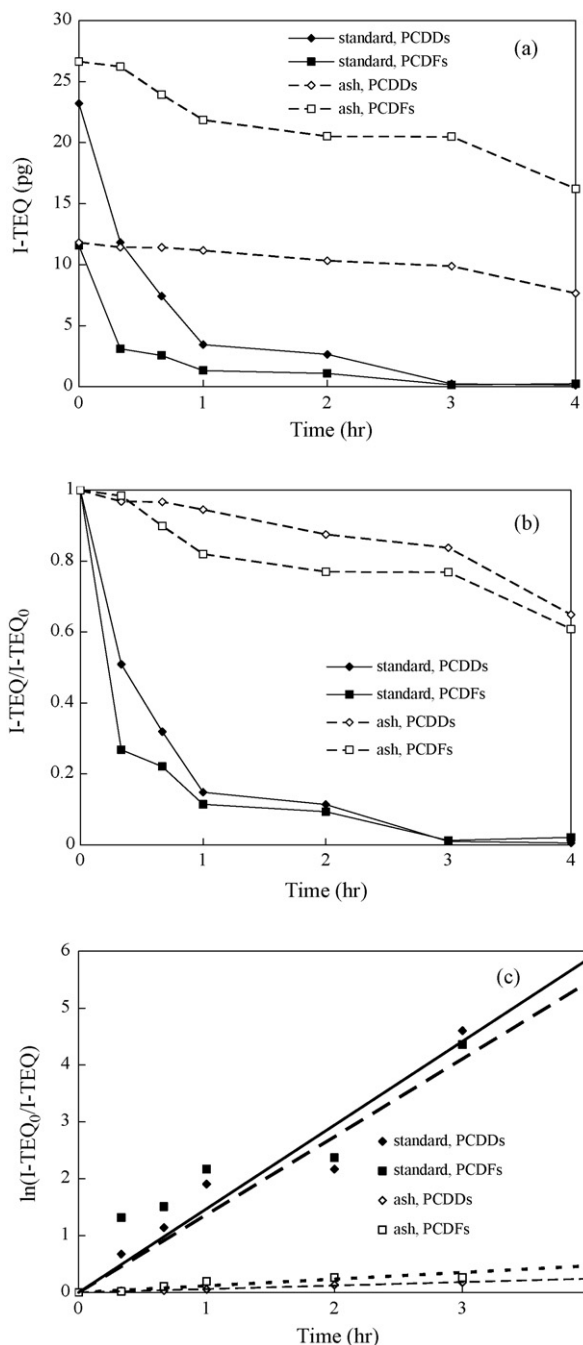 I-TEQ (pg)
30
25
20
15
10
5
0
(a)
standard, PCDDs
standard, PCDFs
ash, PCDDs
ash, PCDFs
0 1 2 3 4
Time (hr)
I-TEQ/I-TEQ₀
1
0.8
0.6
0.4
0.2
0
(b)
standard, PCDDs
standard, PCDFs
ash, PCDDs
ash, PCDFs
0 1 2 3 4
Time (hr)
ln(I-TEQ₀/I-TEQ)
6
5
4
3
2
1
0
(c)
standard, PCDDs
standard, PCDFs
ash, PCDDs
ash, PCDFs
0 1 2 3
Time (hr)